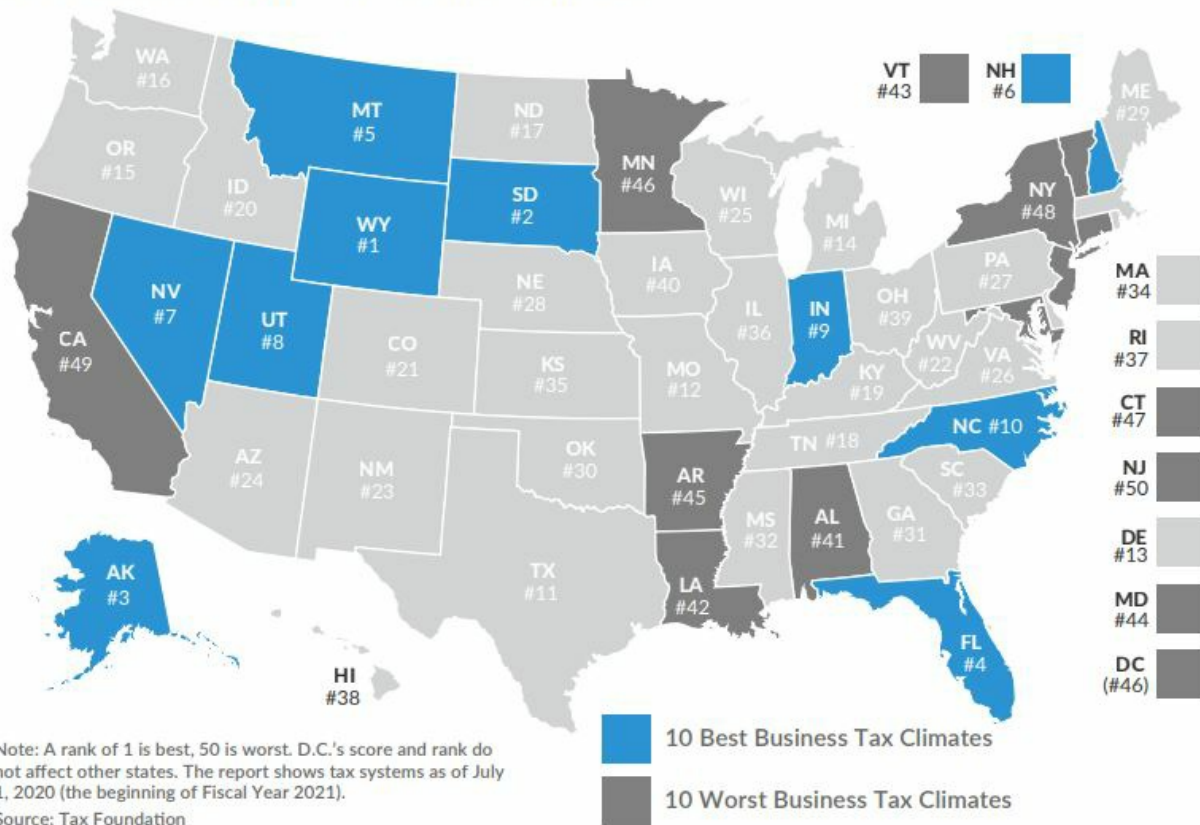 WA
#16
MT
#5
ND
#17
MN
#46
VT
#43
NH
#6
ME
#29
OR
#15
ID
#20
WY
#1
SD
#2
WI
#25
MI
#14
NY
#48
NV
#7
UT
#8
CA
#49
CO
#21
NE
#28
IA
#40
IL
#36
IN
#9
OH
#39
PA
#27
MA
#34
RI
#37
CT
#47
NJ
#50
DE
#13
MD
#44
DC
(#46)
KS
#35
MO
#12
KY
#19
WV
#22
VA
#26
NC #10
TN #18
SC
#33
AZ
#24
NM
#23
OK
#30
AR
#45
MS
#32
AL
#41
GA
#31
TX
#11
LA
#42
FL
#4
AK
#3
HI
#38
10 Best Business Tax Climates
10 Worst Business Tax Climates
Note: A rank of 1 is best, 50 is worst. D.C.'s score and rank do
not affect other states. The report shows tax systems as of July
1, 2020 (the beginning of Fiscal Year 2021).
Source: Tax Foundation